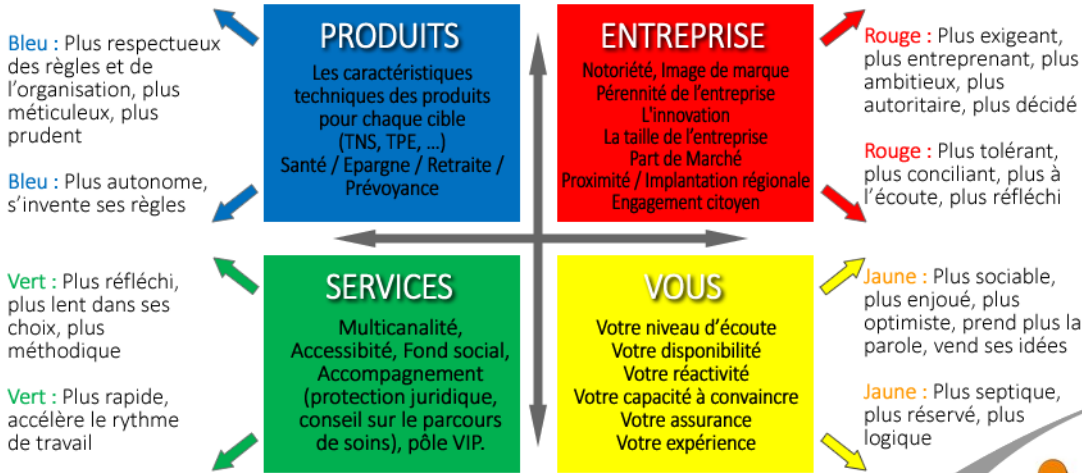 Bleu : Plus respectueux
des règles et de
l'organisation, plus
méticuleux, plus
prudent
Bleu : Plus autonome,
s'invente ses règles
PRODUITS
Les caractéristiques
techniques des produits
pour chaque cible
(TNS, TPE, ...)
Santé / Epargne / Retraite /
Prévoyance
ENTREPRISE
Notoriété, Image de marque
Pérennité de l'entreprise
L'innovation
La taille de l'entreprise
Part de Marché
Proximité / Implantation régionale
Engagement citoyen
Rouge : Plus exigeant,
plus entreprenant, plus
ambitieux, plus
autoritaire, plus décidé
Rouge : Plus tolérant,
plus conciliant, plus à
l'écoute, plus réfléchi
Vert : Plus réfléchi,
plus lent dans ses
choix, plus
méthodique
Vert : Plus rapide,
accélère le rythme
de travail
SERVICES
Multicanalité,
Accessibité, Fond social,
Accompagnement
(protection juridique,
conseil sur le parcours
de soins), pôle VIP.
VOUS
Votre niveau d'écoute
Votre disponibilité
Votre réactivité
Votre capacité à convaincre
Votre assurance
Votre expérience
Jaune : Plus sociable,
plus enjoué, plus
optimiste, prend plus la
parole, vend ses idées
Jaune : Plus septique,
plus réservé, plus
logique